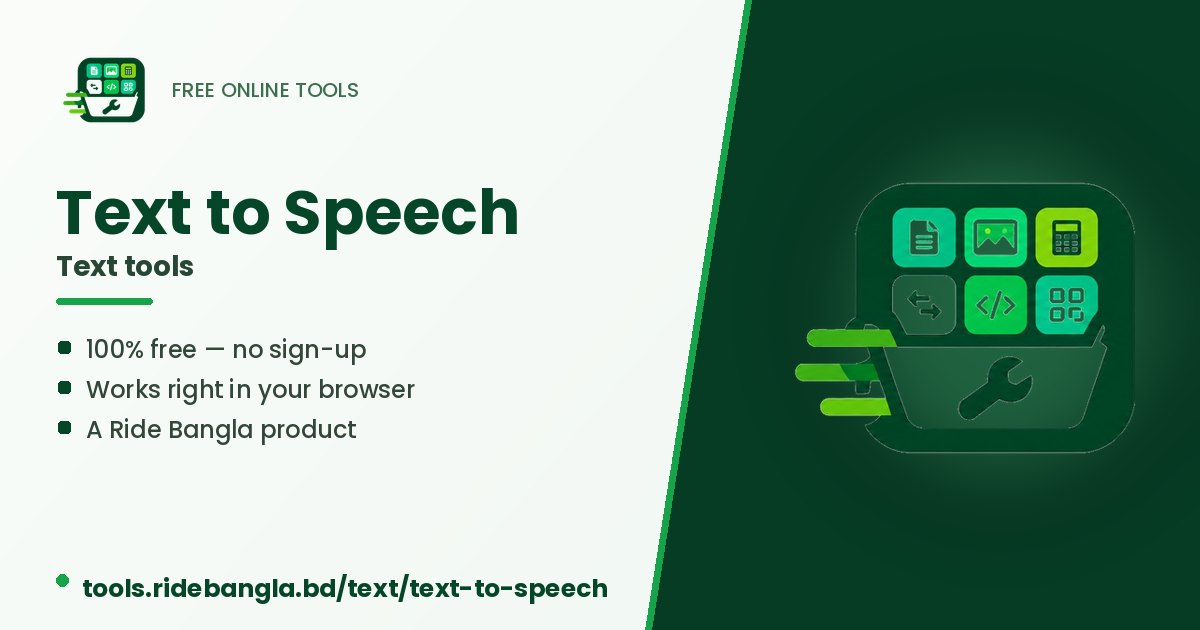 FREE ONLINE TOOLS
Text to Speech
Text tools
100% free — no sign-up
Works right in your browser
A Ride Bangla product
tools.ridebangla.bd/text/text-to-speech